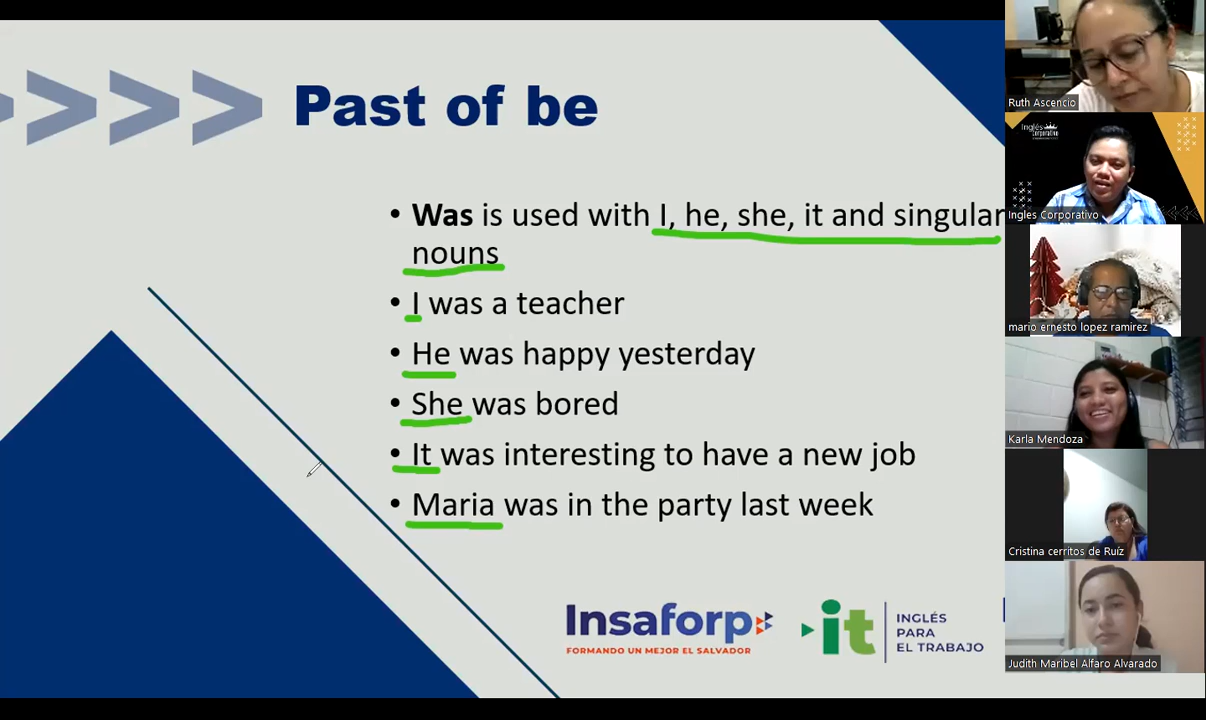 Past of be
• Was is used with I, he, she, it and singular
nouns
• I was a teacher
• He was happy yesterday
• She was bored
• It was interesting to have a new job
• Maria was in the party last week
Insaforp
FORMANDO UN MEJOR EL SALVADOR
it
INGLÉS
PARA
EL TRABAJO
Ruth Ascencio
Inglés
Corporativo
Ingles Corporativo
mario ernesto lopez ramirez
Karla Mendoza
Cristina cerritos de Ruíz
Judith Maribel Alfaro Alvarado